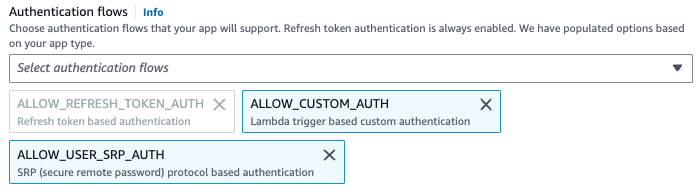 Authentication flows Info
Choose authentication flows that your app will support. Refresh token authentication is always enabled. We have populated options based
on your app type.
Select authentication flows
ALLOW_REFRESH_TOKEN_AUTH
Refresh token based authentication
ALLOW_CUSTOM_AUTH
Lambda trigger based custom authentication
ALLOW_USER_SRP_AUTH
SRP (secure remote password) protocol based authentication